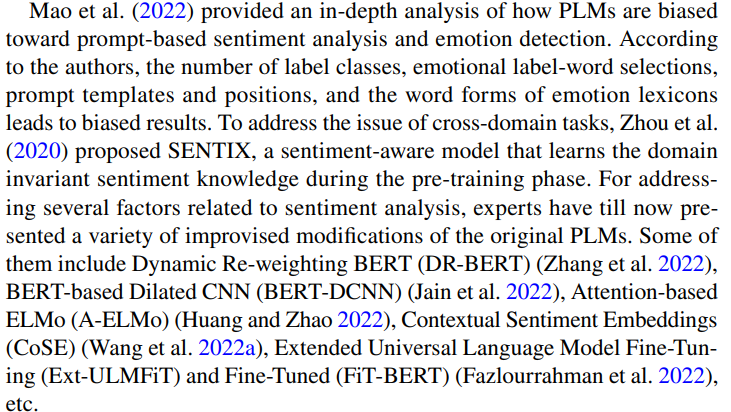 Mao et al. (2022) provided an in-depth analysis of how PLMs are biased
toward prompt-based sentiment analysis and emotion detection. According
to the authors, the number of label classes, emotional label-word selections,
prompt templates and positions, and the word forms of emotion lexicons
leads to biased results. To address the issue of cross-domain tasks, Zhou et al.
(2020) proposed SENTIX, a sentiment-aware model that learns the domain
invariant sentiment knowledge during the pre-training phase. For address-
ing several factors related to sentiment analysis, experts have till now pre-
sented a variety of improvised modifications of the original PLMs. Some of
them include Dynamic Re-weighting BERT (DR-BERT) (Zhang et al. 2022),
BERT-based Dilated CNN (BERT-DCNN) (Jain et al. 2022), Attention-based
ELMo (A-ELMo) (Huang and Zhao 2022), Contextual Sentiment Embeddings
(CoSE) (Wang et al. 2022a), Extended Universal Language Model Fine-Tun-
ing (Ext-ULMFiT) and Fine-Tuned (FiT-BERT) (Fazlourrahman et al. 2022),
etc.